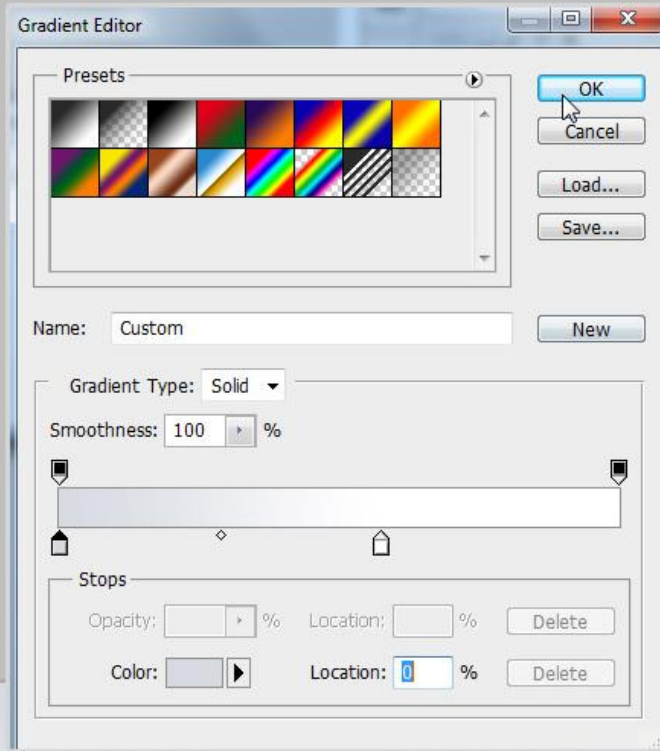 Gradient Editor
Presets
OK
Cancel
Load...
Save...
Name: Custom
New
Gradient Type: Solid
Smoothness: 100 %
Stops
Opacity: % Location: % Delete
Color: Location: 0 % Delete